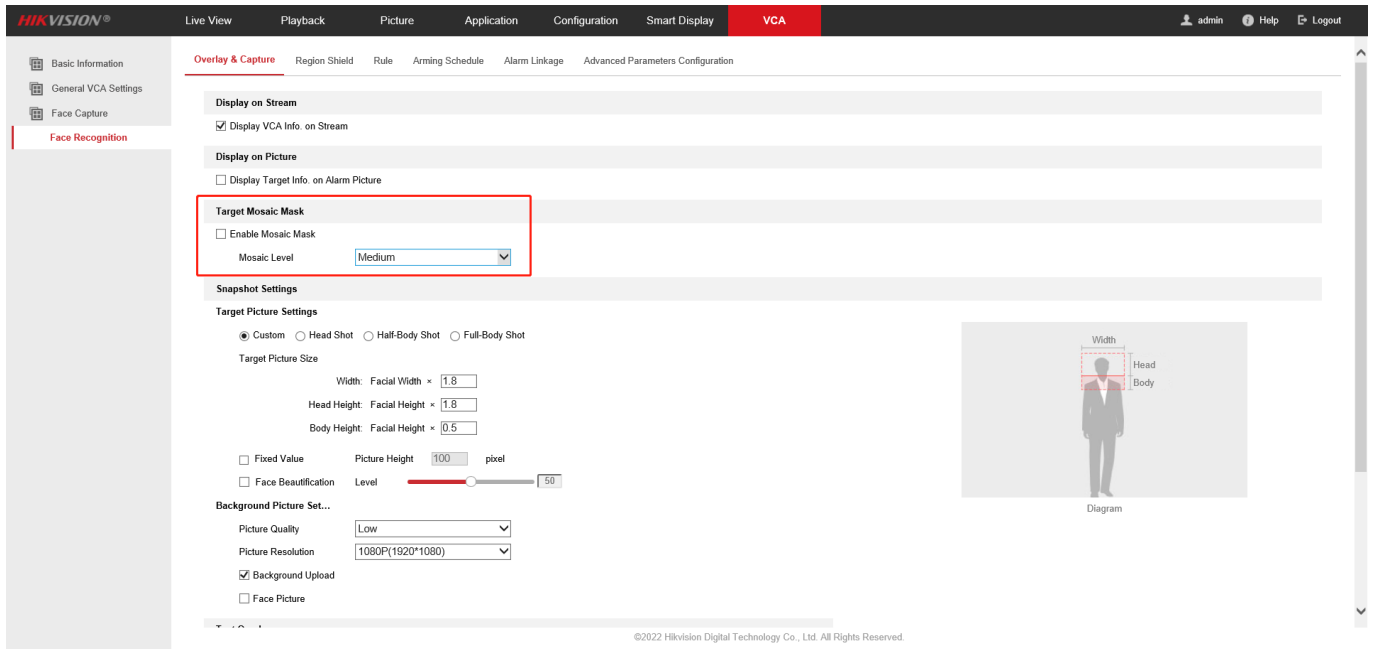 HIKVISION®
Live View Playback Picture Application Configuration Smart Display VCA admin Help Logout
Basic Information
General VCA Settings
Face Capture
Face Recognition
Overlay & Capture Region Shield Rule Arming Schedule Alarm Linkage Advanced Parameters Configuration
Display on Stream
Display VCA Info. on Stream
Display on Picture
Display Target Info. on Alarm Picture
Target Mosaic Mask
Enable Mosaic Mask
Mosaic Level Medium
Snapshot Settings
Target Picture Settings
Custom Head Shot Half-Body Shot Full-Body Shot
Target Picture Size
Width: Facial Width × 1.8
Head Height: Facial Height × 1.8
Body Height: Facial Height × 0.5
Fixed Value Picture Height 100 pixel
Face Beautification Level 50
Background Picture Set...
Picture Quality Low
Picture Resolution 1080P(1920*1080)
Background Upload
Face Picture
Width
Head
Body
Diagram
©2022 Hikvision Digital Technology Co., Ltd. All Rights Reserved.